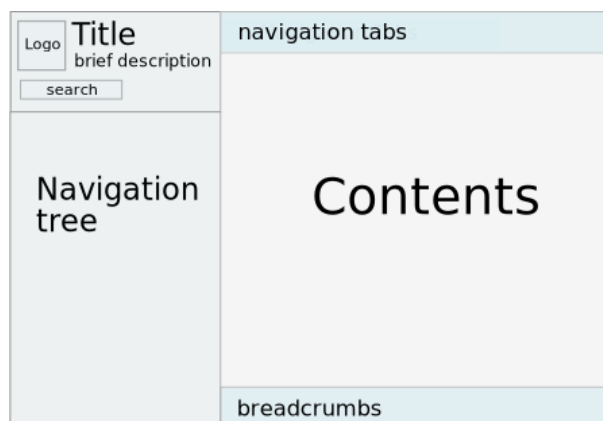 Logo
Title
brief description
search
navigation tabs
Navigation
tree
Contents
breadcrumbs